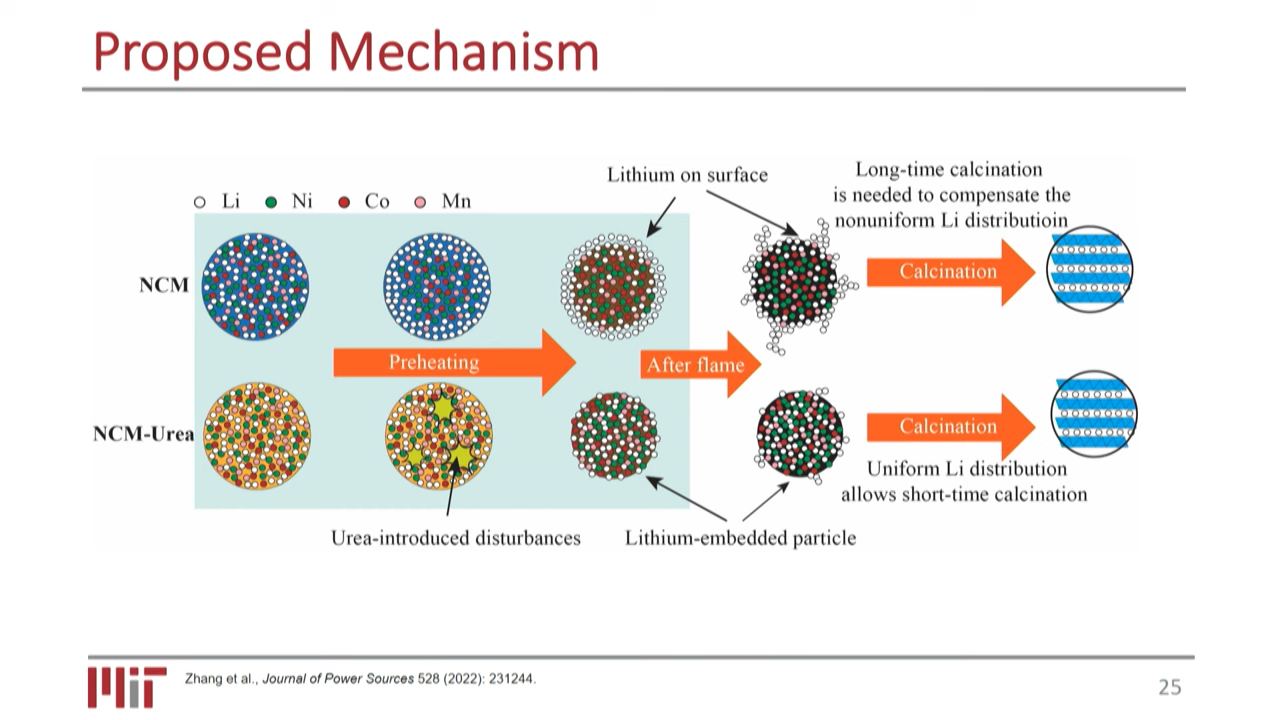 Proposed Mechanism
Lithium on surface
Long-time calcination
is needed to compensate the
nonuniform Li distributioin
Li Ni Co Mn
NCM
Calcination
Preheating
After flame
NCM-Urea
Calcination
Uniform Li distribution
allows short-time calcination
Urea-introduced disturbances
Lithium-embedded particle
MIT
Zhang et al., Journal of Power Sources 528 (2022): 231244.
25